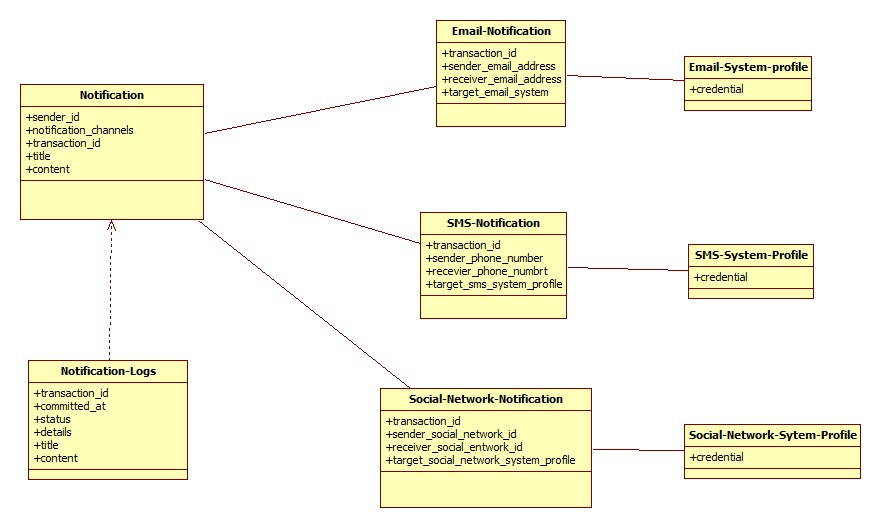 Email-Notification
+transaction_id
+sender_email_address
+receiver_email_address
+target_email_system
Email-System-profile
+credential
Notification
+sender_id
+notification_channels
+transaction_id
+title
+content
SMS-Notification
+transaction_id
+sender_phone_number
+recevier_phone_numbrt
+target_sms_system_profile
SMS-System-Profile
+credential
Notification-Logs
+transaction_id
+committed_at
+status
+details
+title
+content
Social-Network-Notification
+transaction_id
+sender_social_network_id
+receiver_social_entwork_id
+target_social_network_system_profile
Social-Network-Sytem-Profile
+credential